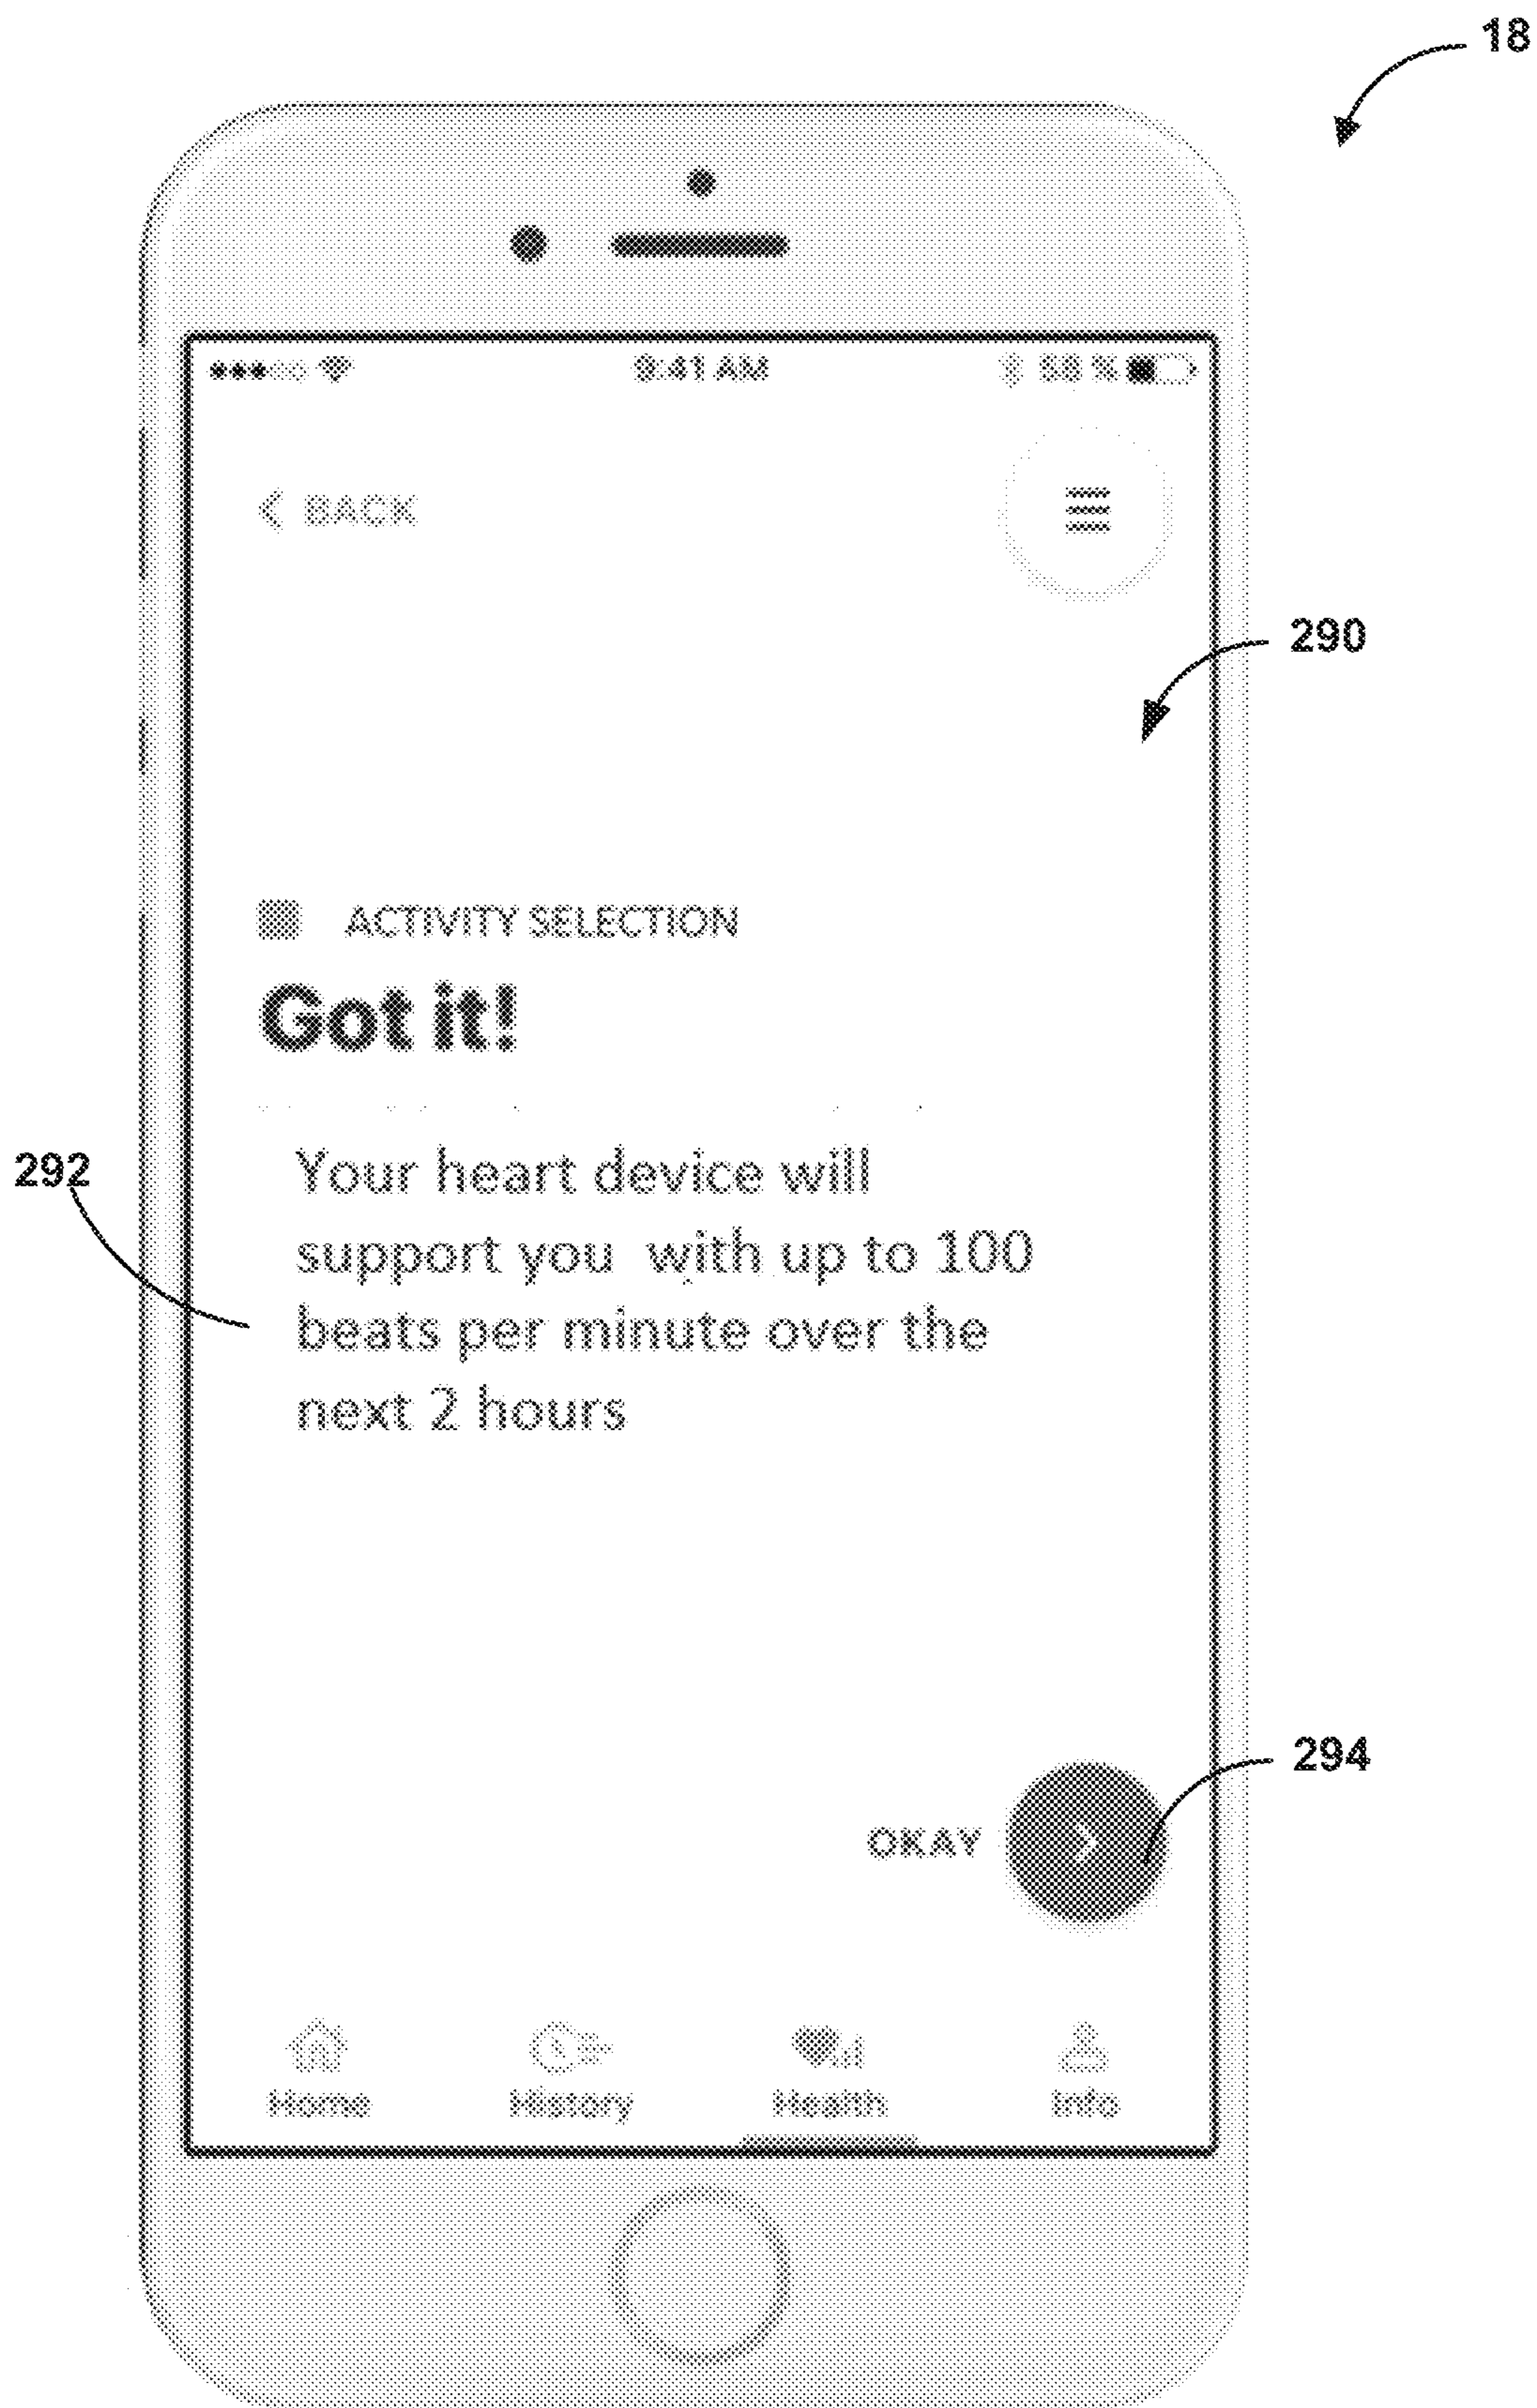 18
9:41 AM 58 %
< BACK
290
ACTIVITY SELECTION
Got it!
292
Your heart device will
support you with up to 100
beats per minute over the
next 2 hours
294
OKAY
Home History Health Info